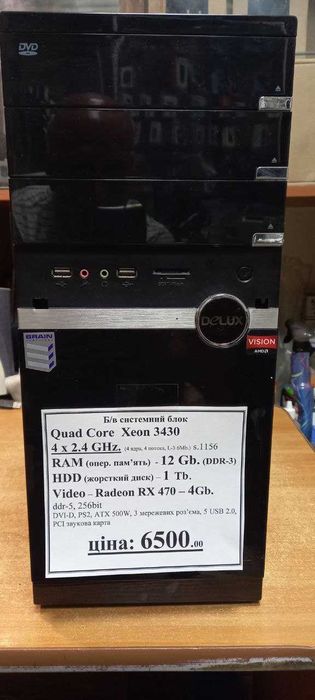 DVD
DELUX
BRAIN
VISION
AMD
Б/в системний блок
Quad Core Xeon 3430
4 x 2.4 GHz. (4 ядра, 4 потока, L-3 8Mb.) s.1156
RAM (опер. пам'ять) - 12 Gb. (DDR-3)
HDD (жорсткий диск) – 1 Tb.
Video – Radeon RX 470 – 4Gb.
ddr-5, 256bit
DVI-D, PS2, ATX 500W, 3 мережевих роз'єма, 5 USB 2.0,
PCI звукова карта
ціна: 6500.00